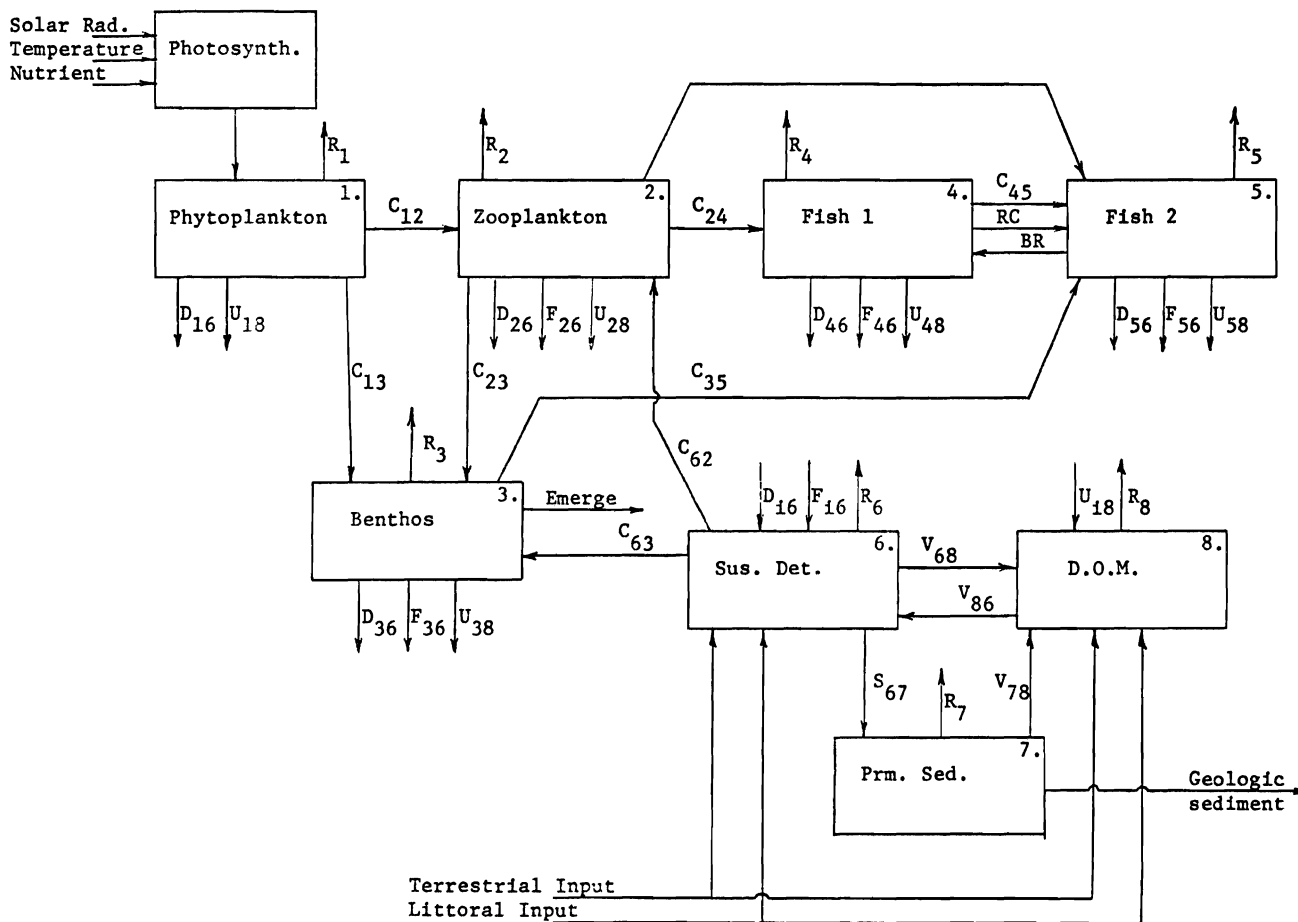 Solar Rad.
Temperature
Nutrient
Photosynth.
R1
R2
R4
R5
1.
Phytoplankton
C12
2.
Zooplankton
C24
4.
Fish 1
C45
RC
BR
5.
Fish 2
D16
U18
D26
F26
U28
D46
F46
U48
D56
F56
U58
C13
C23
C35
R3
C62
3.
Benthos
Emerge
C63
Di6
Fi6
R6
Ui8
R8
6.
Sus. Det.
V68
V86
8.
D.O.M.
D36
F36
U38
S67
R7
V78
7.
Prm. Sed.
Geologic
sediment
Terrestrial Input
Littoral Input